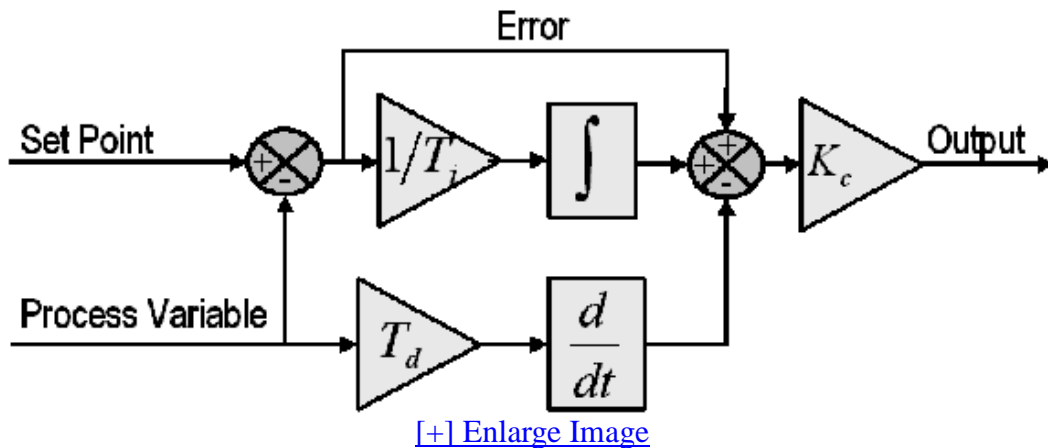 Error
Set Point
+
-
1/T_i
∫
+
+
-
K_c
Output
Process Variable
T_d
d
dt
[+] Enlarge Image